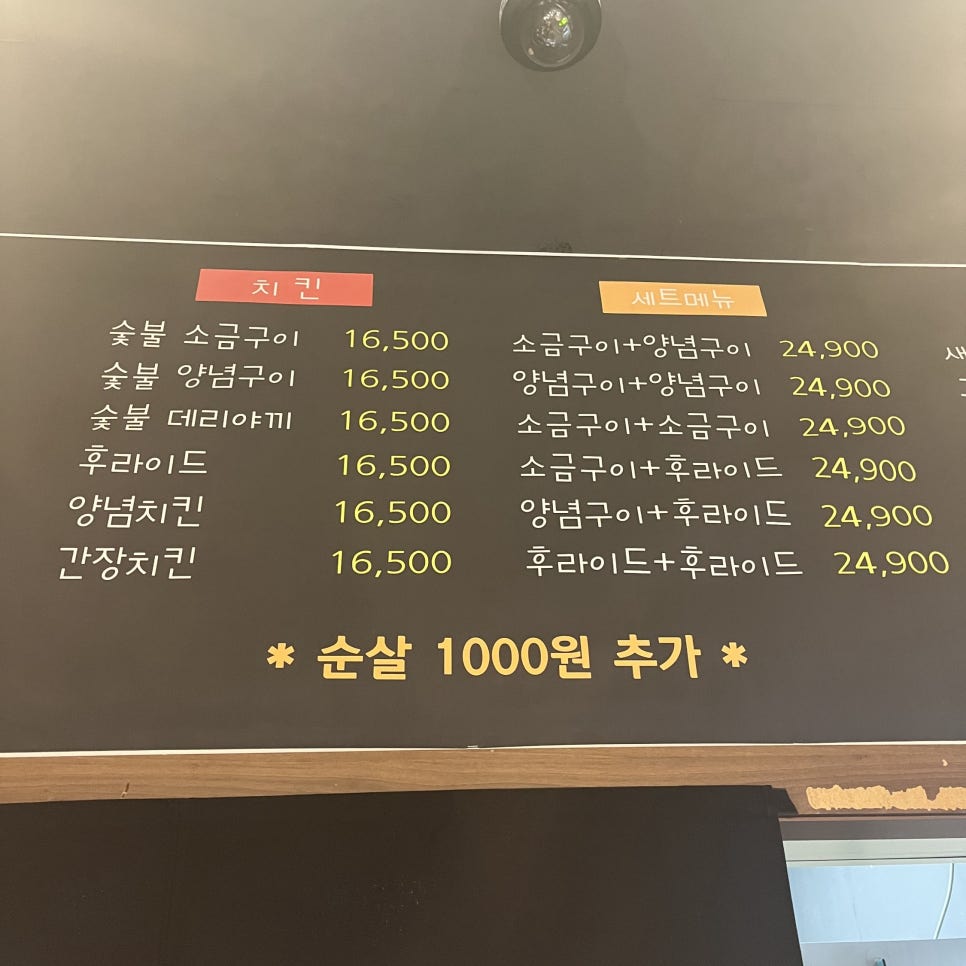 치 킨
숯불 소금구이 16,500
숯불 양념구이 16,500
숯불 데리야끼 16,500
후라이드 16,500
양념치킨 16,500
간장치킨 16,500
세트메뉴
소금구이+양념구이 24,900
양념구이+양념구이 24,900
소금구이+소금구이 24,900
소금구이+후라이드 24,900
양념구이+후라이드 24,900
후라이드+후라이드 24,900
* 순살 1000원 추가 *